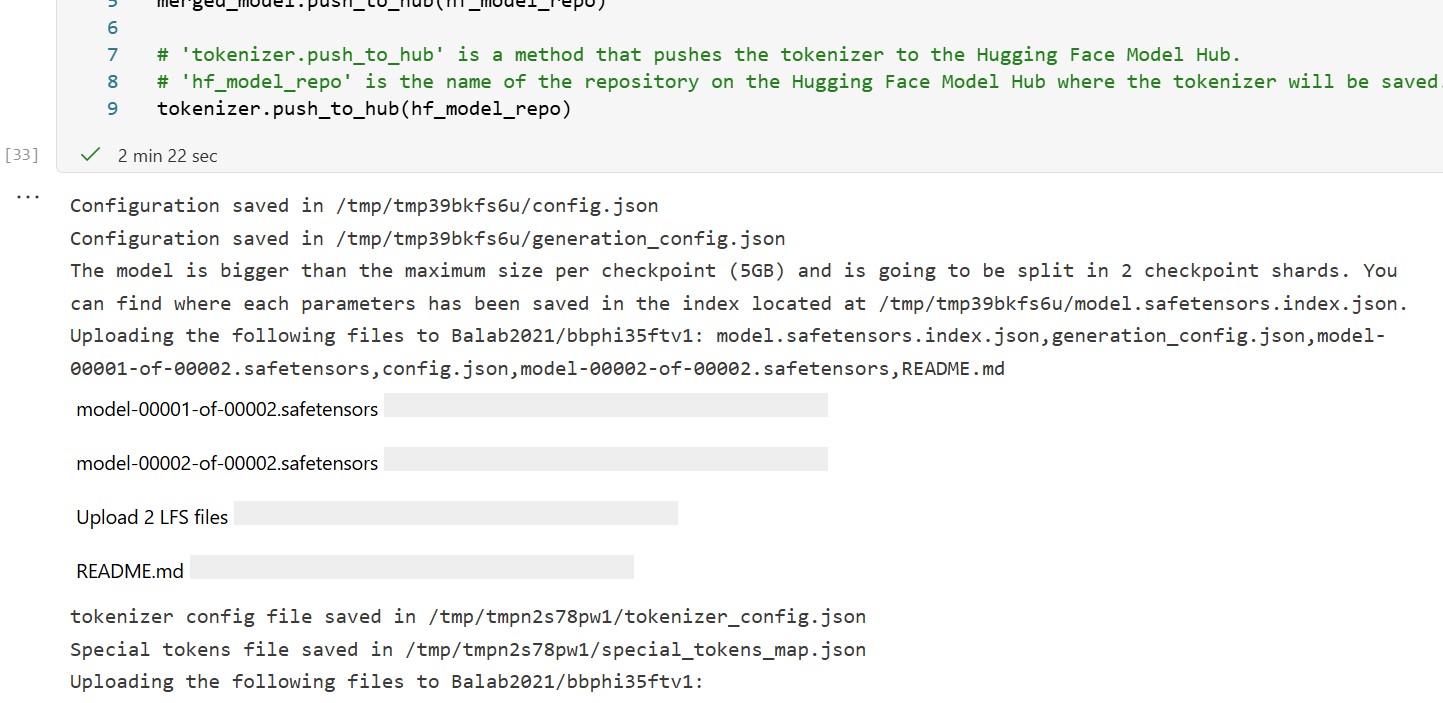 5 merged_model.push_to_hub(hf_model_repo)
6
7 # 'tokenizer.push_to_hub' is a method that pushes the tokenizer to the Hugging Face Model Hub.
8 # 'hf_model_repo' is the name of the repository on the Hugging Face Model Hub where the tokenizer will be saved.
9 tokenizer.push_to_hub(hf_model_repo)
[33] ✓ 2 min 22 sec
...
Configuration saved in /tmp/tmp39bkfs6u/config.json
Configuration saved in /tmp/tmp39bkfs6u/generation_config.json
The model is bigger than the maximum size per checkpoint (5GB) and is going to be split in 2 checkpoint shards. You
can find where each parameters has been saved in the index located at /tmp/tmp39bkfs6u/model.safetensors.index.json.
Uploading the following files to Balab2021/bbphi35ftv1: model.safetensors.index.json,generation_config.json,model-
00001-of-00002.safetensors,config.json,model-00002-of-00002.safetensors,README.md
model-00001-of-00002.safetensors
model-00002-of-00002.safetensors
Upload 2 LFS files
README.md
tokenizer config file saved in /tmp/tmpn2s78pw1/tokenizer_config.json
Special tokens file saved in /tmp/tmpn2s78pw1/special_tokens_map.json
Uploading the following files to Balab2021/bbphi35ftv1: